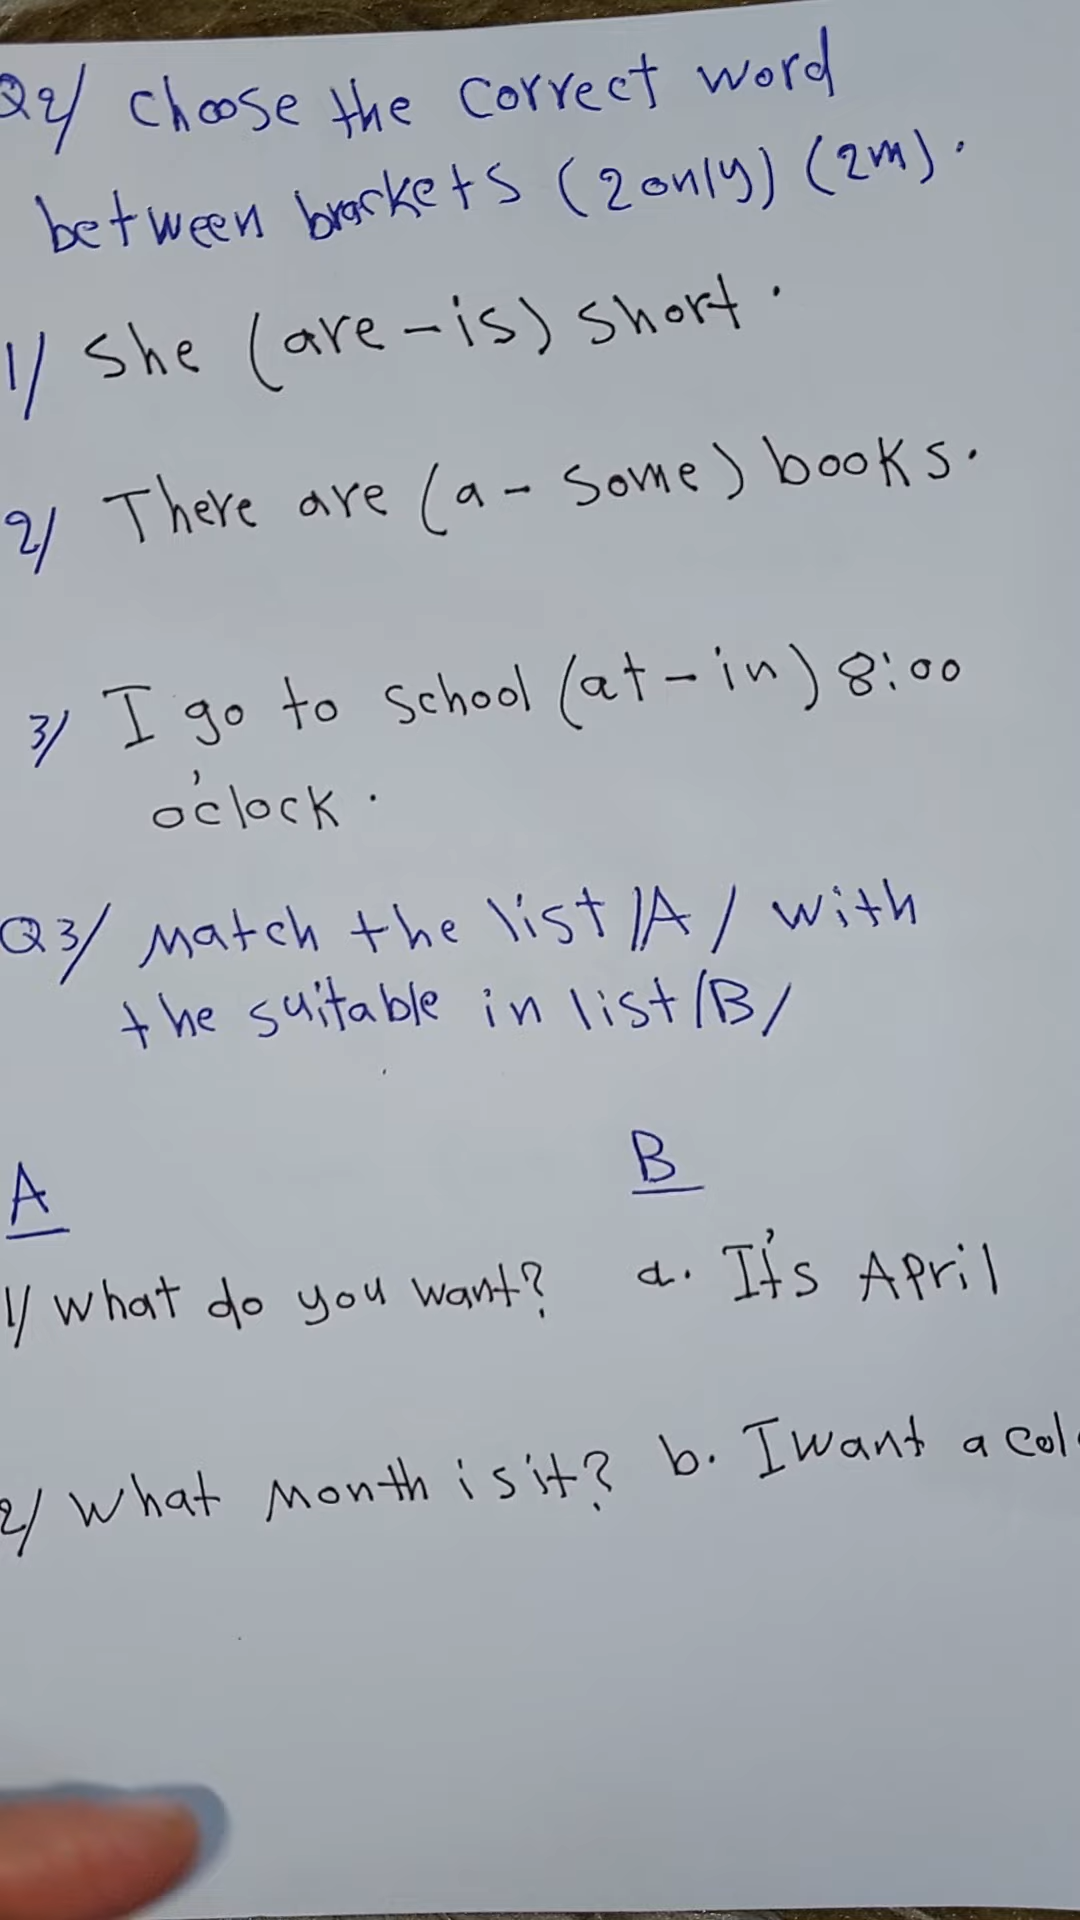 Q2/ choose the correct word
between brackets (2 only) (2m).
1/ She (are - is) short.
2/ There are (a - some) books.
3/ I go to school (at - in) 8:00
o'clock.
Q3/ Match the list /A/ with
the suitable in list /B/
A B
1/ What do you want? a. It's April
2/ What month is it? b. I want a